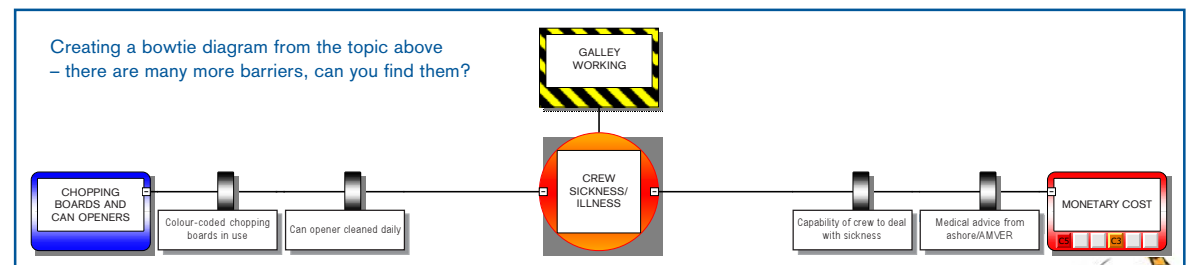 Creating a bowtie diagram from the topic above
– there are many more barriers, can you find them?
GALLEY
WORKING
CHOPPING
BOARDS AND
CAN OPENERS
Colour-coded chopping
boards in use
Can opener cleaned daily
CREW
SICKNESS/
ILLNESS
Capability of crew to deal
with sickness
Medical advice from
ashore/AMVER
MONETARY COST
C5
C3